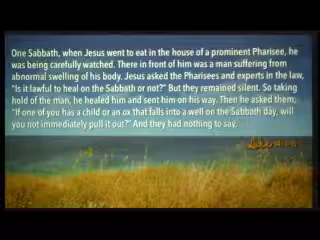 One Sabbath, when Jesus went to eat in the house of a prominent Pharisee, he
was being carefully watched. There in front of him was a man suffering from
abnormal swelling of his body. Jesus asked the Pharisees and experts in the law,
"Is it lawful to heal on the Sabbath or not?" But they remained silent. So taking
hold of the man, he healed him and sent him on his way. Then he asked them,
"If one of you has a child or an ox that falls into a well on the Sabbath day, will
you not immediately pull it out?" And they had nothing to say.